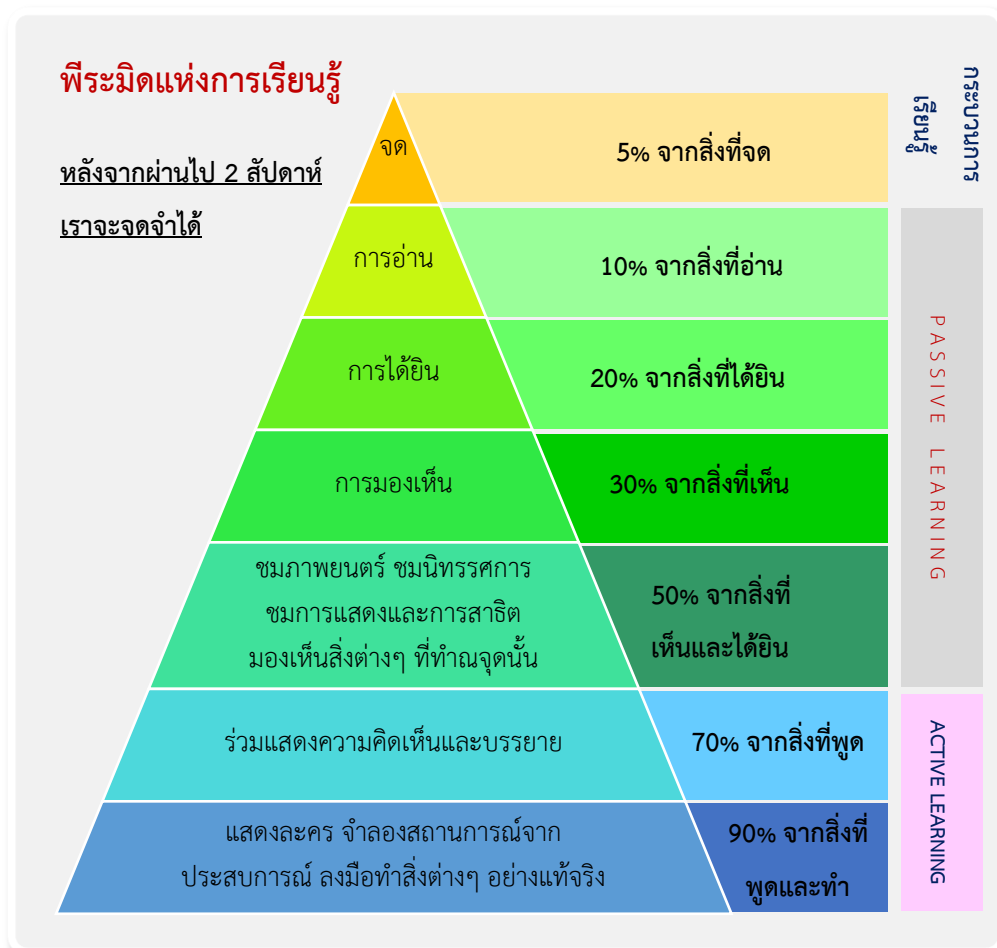 พีระมิดแห่งการเรียนรู้
หลังจากผ่านไป 2 สัปดาห์
เราจะจดจำได้
กระบวนการ
เรียนรู้
จด
5% จากสิ่งที่จด
การอ่าน
10% จากสิ่งที่อ่าน
การได้ยิน
20% จากสิ่งที่ได้ยิน
การมองเห็น
30% จากสิ่งที่เห็น
ชมภาพยนตร์ ชมนิทรรศการ
ชมการแสดงและการสาธิต
มองเห็นสิ่งต่างๆ ที่ทำณจุดนั้น
50% จากสิ่งที่
เห็นและได้ยิน
PASSIVE LEARNING
ร่วมแสดงความคิดเห็นและบรรยาย
70% จากสิ่งที่พูด
แสดงละคร จำลองสถานการณ์จาก
ประสบการณ์ ลงมือทำสิ่งต่างๆ อย่างแท้จริง
90% จากสิ่งที่
พูดและทำ
ACTIVE LEARNING